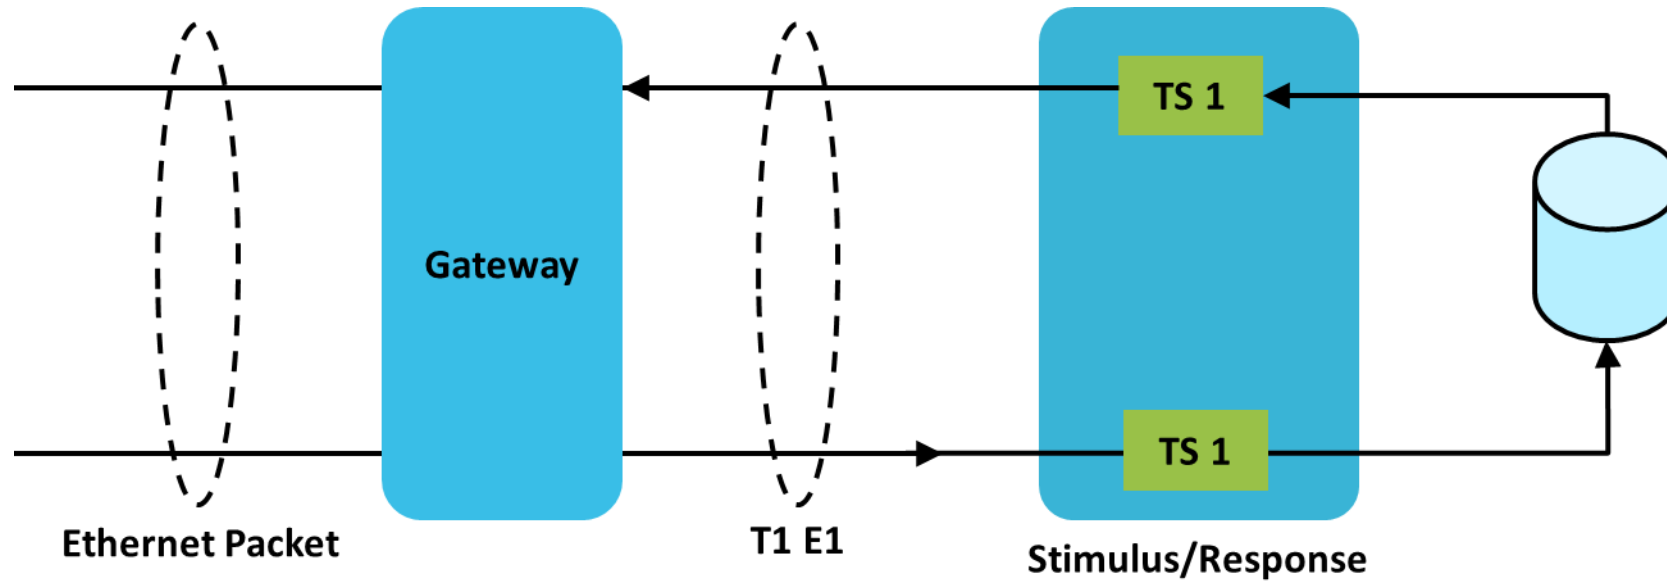 TS 1
Gateway
TS 1
Ethernet Packet
T1 E1
Stimulus/Response